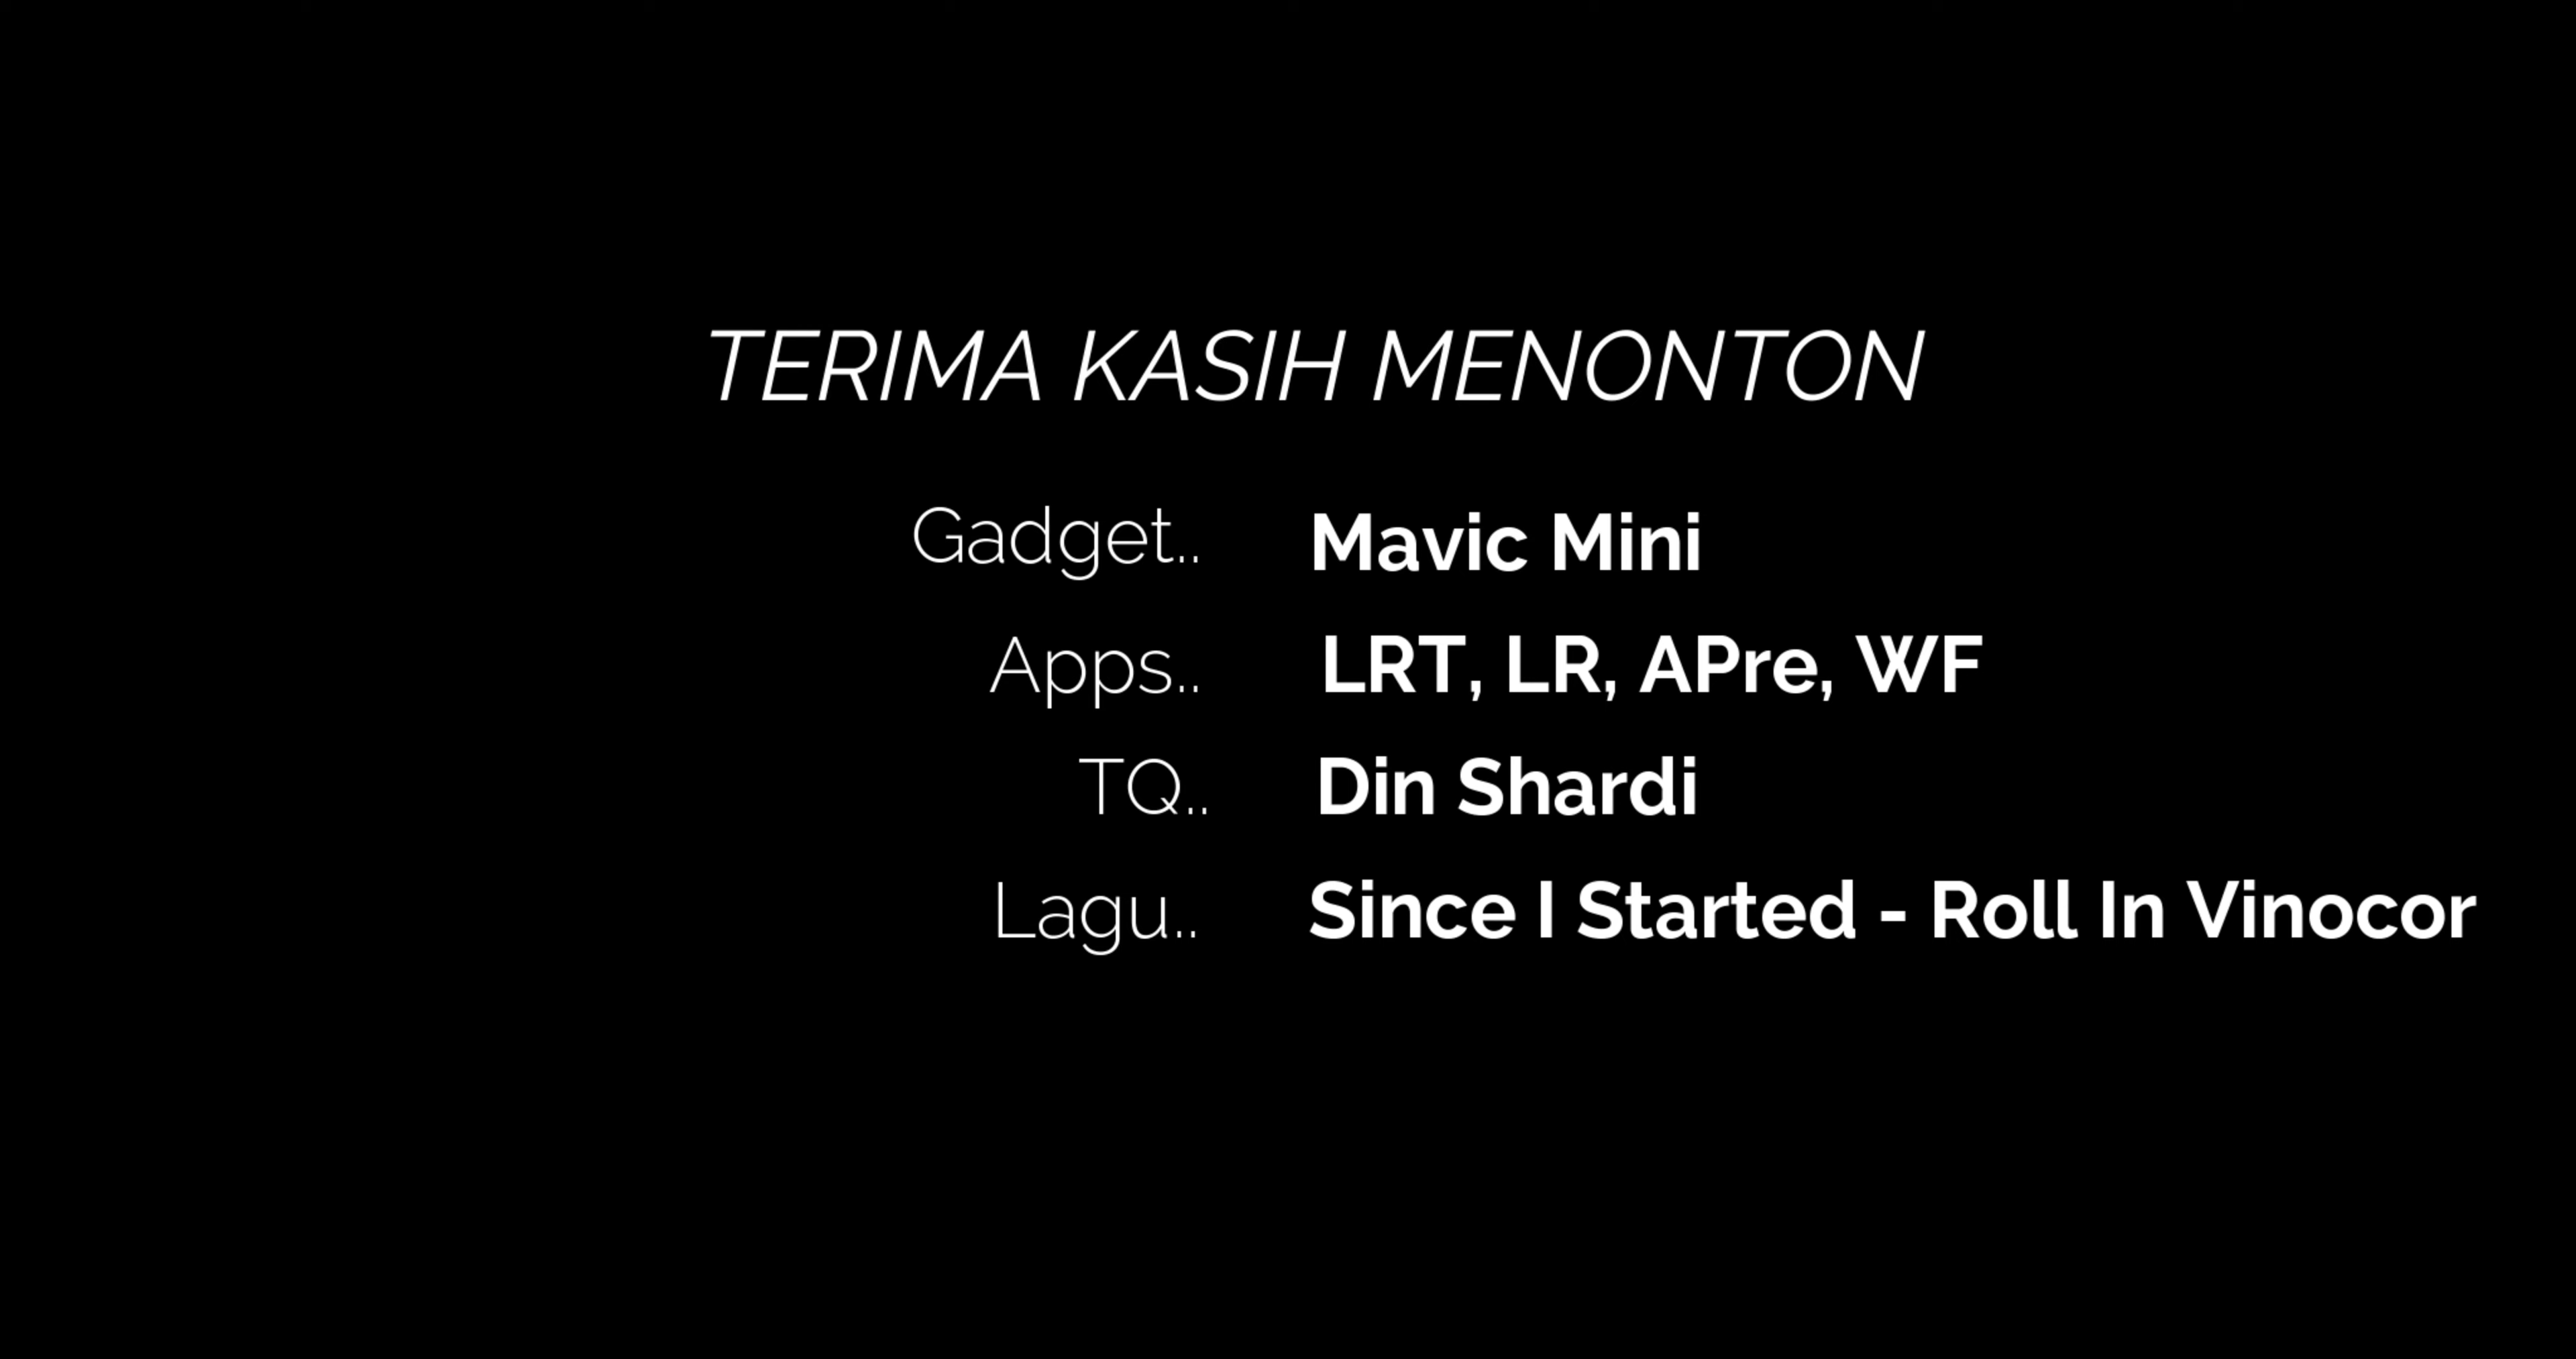 TERIMA KASIH MENONTON
Gadget.. Mavic Mini
Apps.. LRT, LR, APre, WF
TQ.. Din Shardi
Lagu.. Since I Started - Roll In Vinocor